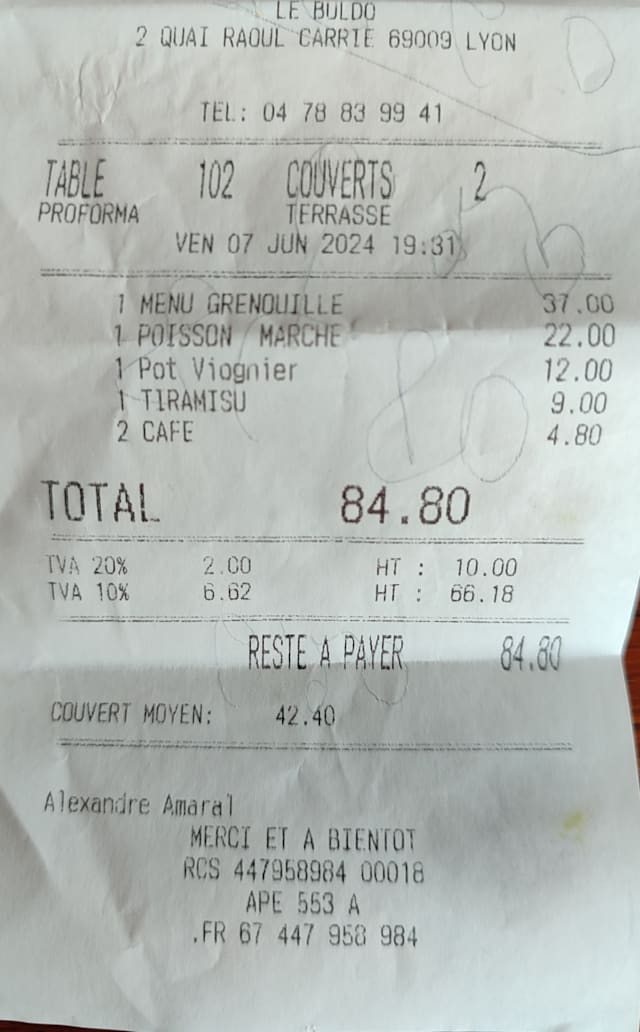 LE BULDO
2 QUAI RAOUL CARRIE 69009 LYON
TEL: 04 78 83 99 41
TABLE 102 COUVERTS 2
PROFORMA TERRASSE
VEN 07 JUN 2024 19:31
1 MENU GRENOUILLE 37.00
1 POISSON MARCHE 22.00
1 Pot Viognier 12.00
1 TIRAMISU 9.00
2 CAFE 4.80
TOTAL 84.80
TVA 20% 2.00 HT : 10.00
TVA 10% 6.62 HT : 66.18
RESTE A PAYER 84.80
COUVERT MOYEN: 42.40
Alexandre Amaral
MERCI ET A BIENTOT
RCS 447958984 00018
APE 553 A
.FR 67 447 958 984